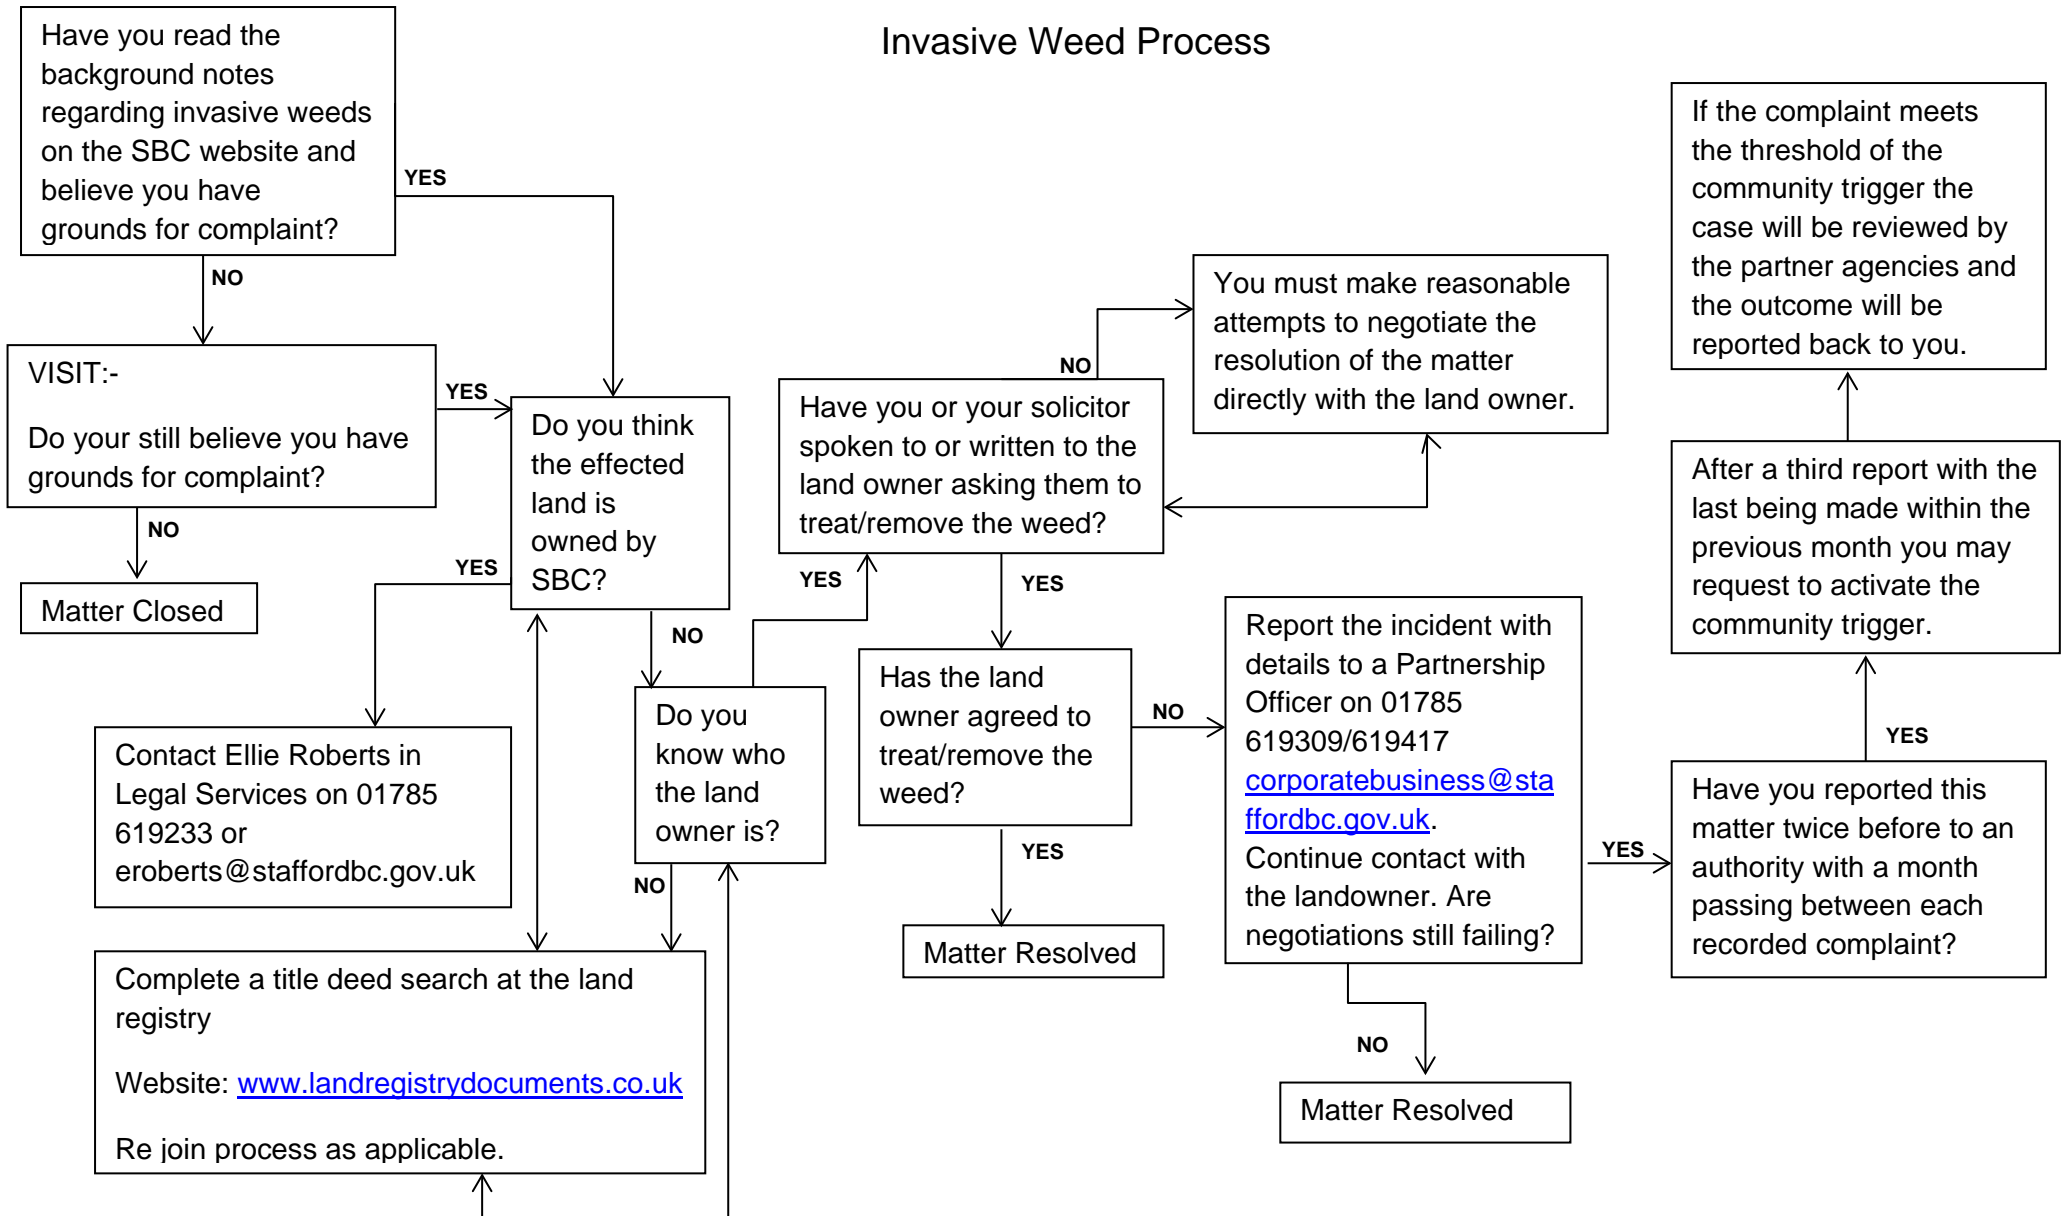 Invasive Weed Process
Have you read the
background notes
regarding invasive weeds
on the SBC website and
believe you have
grounds for complaint?
YES
NO
VISIT:-
Do your still believe you have
grounds for complaint?
YES
NO
Matter Closed
Do you think
the effected
land is
owned by
SBC?
YES
NO
Contact Ellie Roberts in
Legal Services on 01785
619233 or
eroberts@staffordbc.gov.uk
Do you
know who
the land
owner is?
YES
NO
Complete a title deed search at the land
registry
Website: www.landregistrydocuments.co.uk
Re join process as applicable.
Have you or your solicitor
spoken to or written to the
land owner asking them to
treat/remove the weed?
NO
YES
You must make reasonable
attempts to negotiate the
resolution of the matter
directly with the land owner.
Has the land
owner agreed to
treat/remove the
weed?
NO
YES
Matter Resolved
Report the incident with
details to a Partnership
Officer on 01785
619309/619417
corporatebusiness@sta
ffordbc.gov.uk.
Continue contact with
the landowner. Are
negotiations still failing?
YES
NO
Matter Resolved
Have you reported this
matter twice before to an
authority with a month
passing between each
recorded complaint?
YES
After a third report with the
last being made within the
previous month you may
request to activate the
community trigger.
If the complaint meets
the threshold of the
community trigger the
case will be reviewed by
the partner agencies and
the outcome will be
reported back to you.